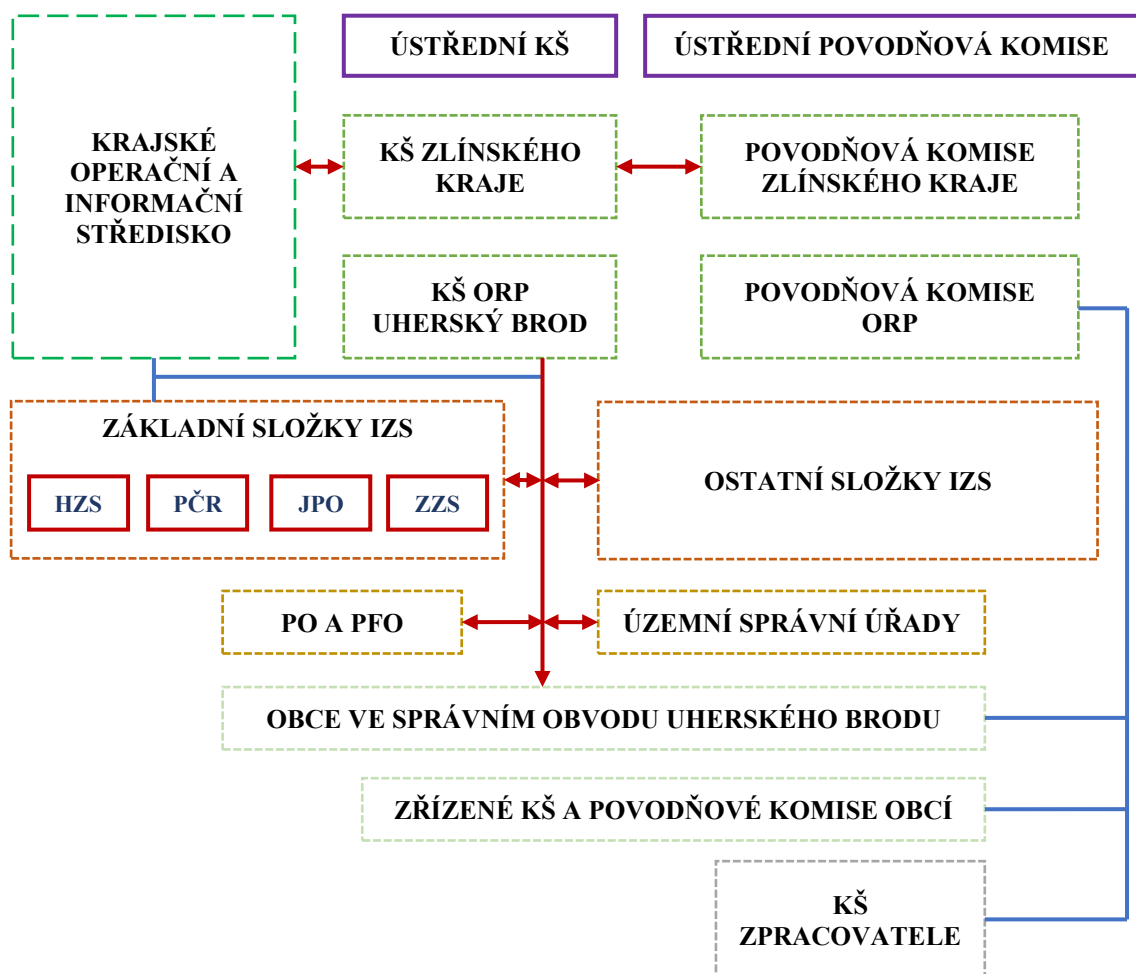 ÚSTŘEDNÍ KŠ
ÚSTŘEDNÍ POVODŇOVÁ KOMISE
KRAJSKÉ
OPERAČNÍ A
INFORMAČNÍ
STŘEDISKO
KŠ ZLÍNSKÉHO
KRAJE
POVODŇOVÁ KOMISE
ZLÍNSKÉHO KRAJE
KŠ ORP
UHERSKÝ BROD
POVODŇOVÁ KOMISE
ORP
ZÁKLADNÍ SLOŽKY IZS
HZS
PČR
JPO
ZZS
OSTATNÍ SLOŽKY IZS
PO A PFO
ÚZEMNÍ SPRÁVNÍ ÚŘADY
OBCE VE SPRÁVNÍM OBVODU UHERSKÉHO BRODU
ZŘÍZENÉ KŠ A POVODŇOVÉ KOMISE OBCÍ
KŠ
ZPRACOVATELE